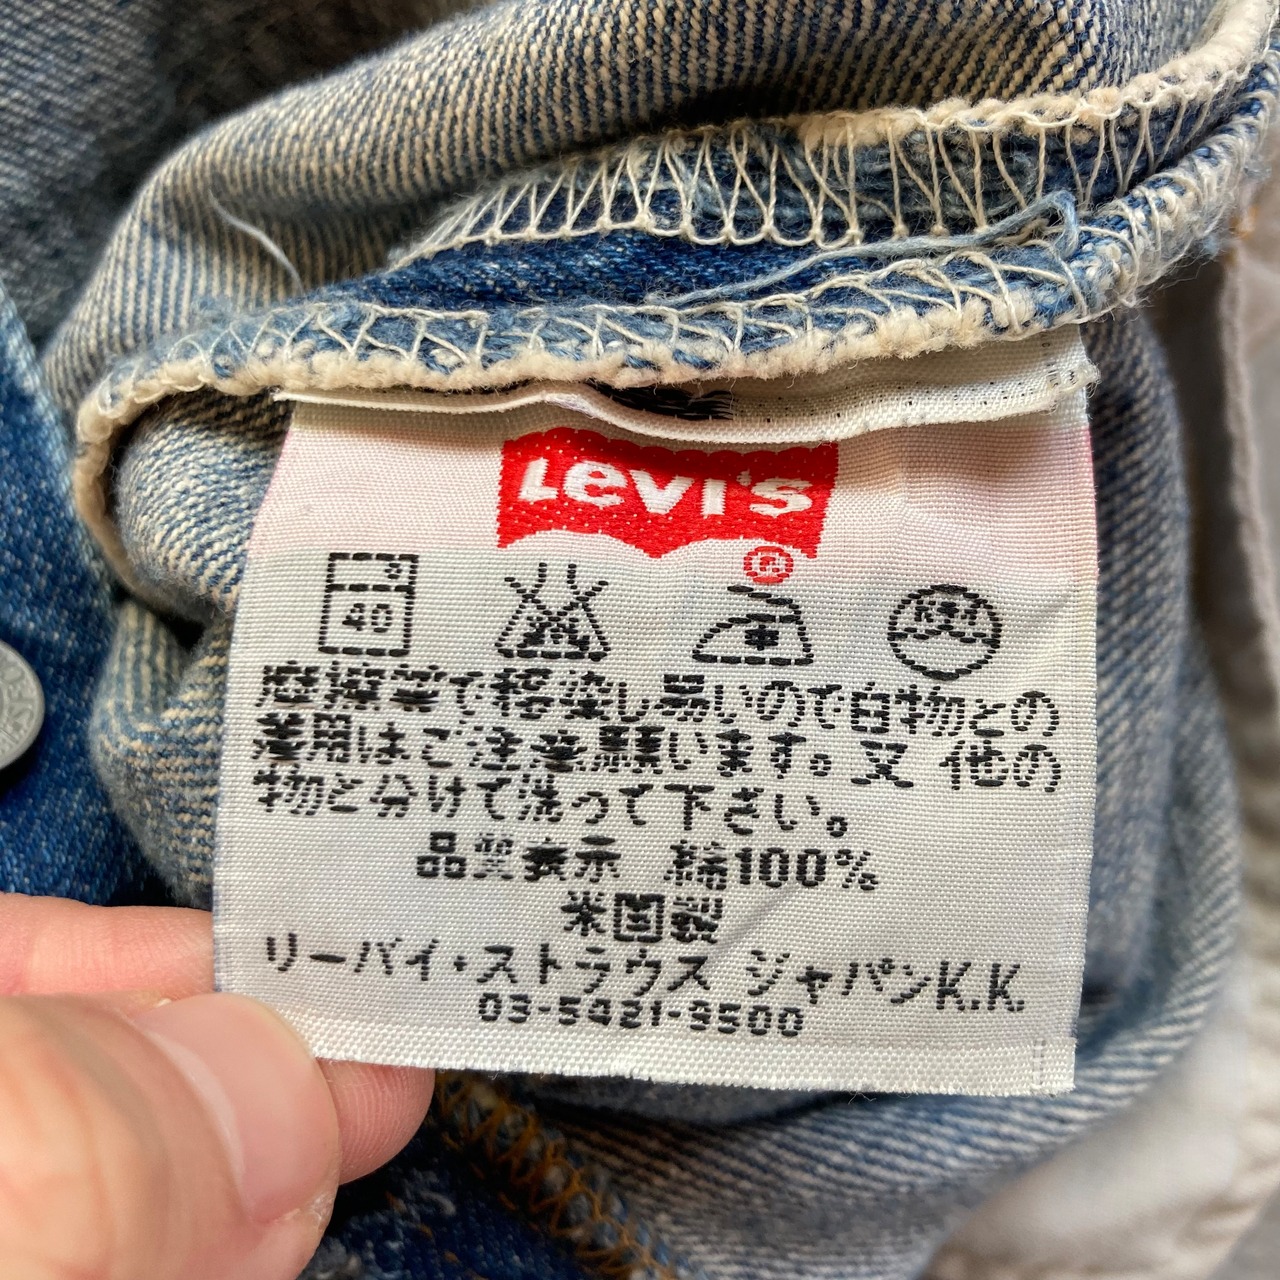 Levi's
®
40
摩擦等で移染し易いので白物との
着用はご注意願います。又 他の
物と分けて洗って下さい。
品質表示 綿100%
米国製
リーバイ・ストラウス ジャパンK.K.
03-5421-9500